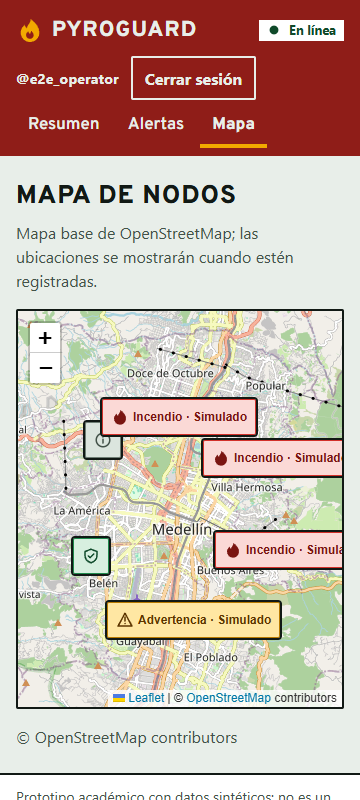 PYROGUARD
En línea
@e2e_operator
Cerrar sesión
Resumen
Alertas
Mapa
MAPA DE NODOS
Mapa base de OpenStreetMap; las
ubicaciones se mostrarán cuando estén
registradas.
+
−
Doce de Octubre
Popular
Incendio · Simulado
al
Incendio · Simulado
Villa Hermosa
La América
Medellín
Incendio · Simula
Buenos Aires
Belén
vista
Advertencia · Simulado
Guayabal
El Poblado
Leaflet | © OpenStreetMap contributors
© OpenStreetMap contributors
Prototipo académico con datos sintéticos; no es un